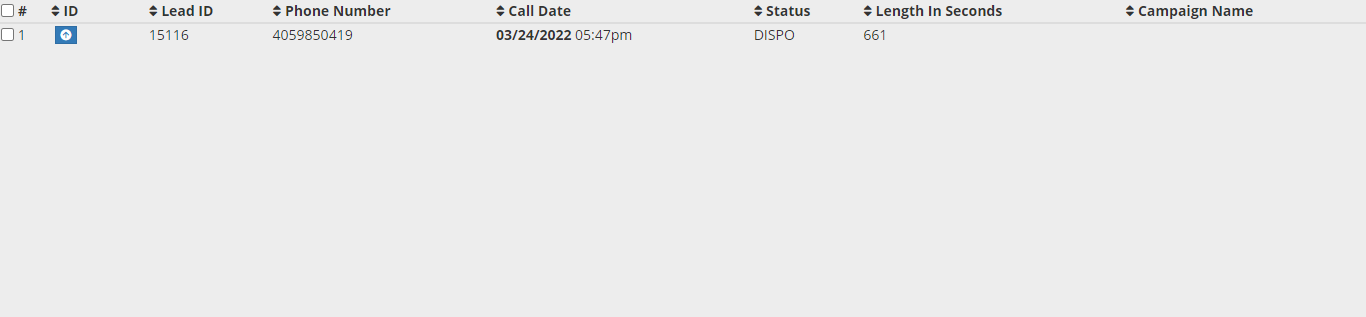 # ID Lead ID Phone Number Call Date Status Length In Seconds Campaign Name
1 15116 4059850419 03/24/2022 05:47pm DISPO 661